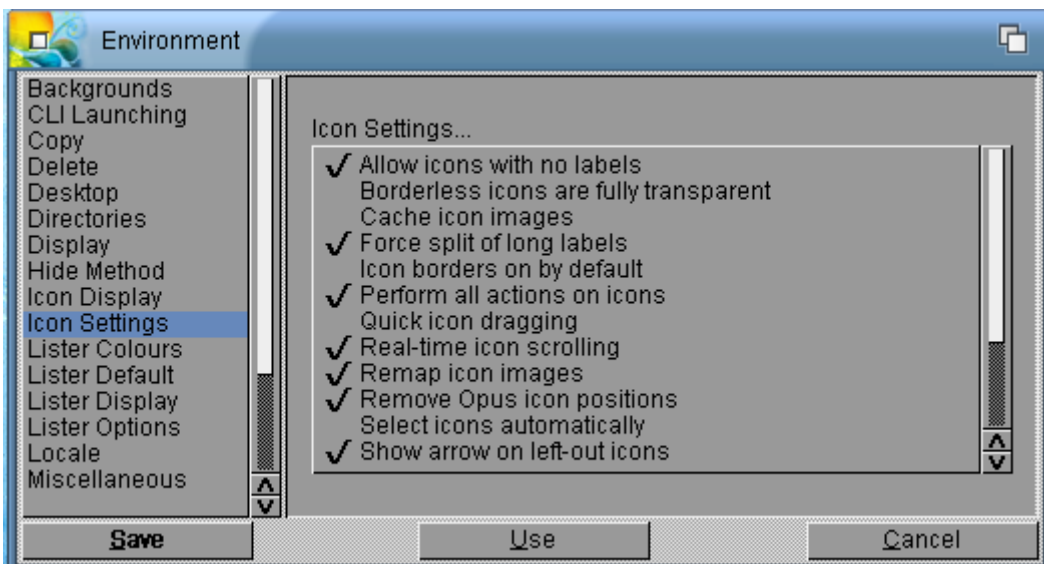 Environment
Backgrounds
CLI Launching
Copy
Delete
Desktop
Directories
Display
Hide Method
Icon Display
Icon Settings
Lister Colours
Lister Default
Lister Display
Lister Options
Locale
Miscellaneous
Icon Settings...
Allow icons with no labels
Borderless icons are fully transparent
Cache icon images
Force split of long labels
Icon borders on by default
Perform all actions on icons
Quick icon dragging
Real-time icon scrolling
Remap icon images
Remove Opus icon positions
Select icons automatically
Show arrow on left-out icons
Save
Use
Cancel